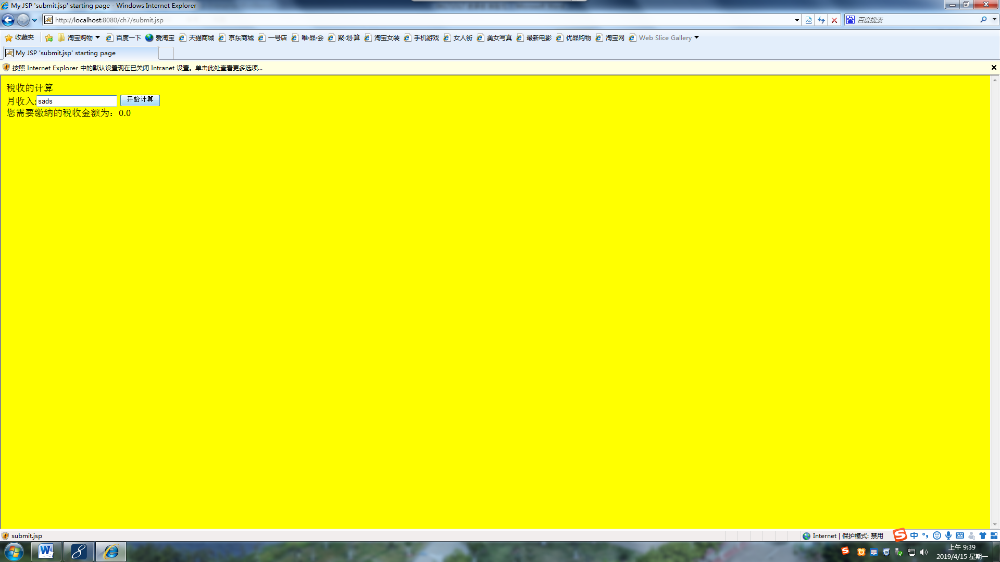 My JSP 'submit.jsp' starting page - Windows Internet Explorer
http://localhost:8080/ch7/submit.jsp
百度搜索
收藏夹 淘宝购物 百度一下 爱淘宝 天猫商城 京东商城 一号店 唯·品·会 聚·划·算 淘宝女装 手机游戏 女人街 美女写真 最新电影 优品购物 淘宝网 Web Slice Gallery
My JSP 'submit.jsp' starting page
按照 Internet Explorer 中的默认设置现在已关闭 Intranet 设置。单击此处查看更多选项...
税收的计算
月收入:sads 开始计算
您需要缴纳的税收金额为：0.0
submit.jsp
Internet | 保护模式: 禁用
中
上午 9:39
2019/4/15 星期一